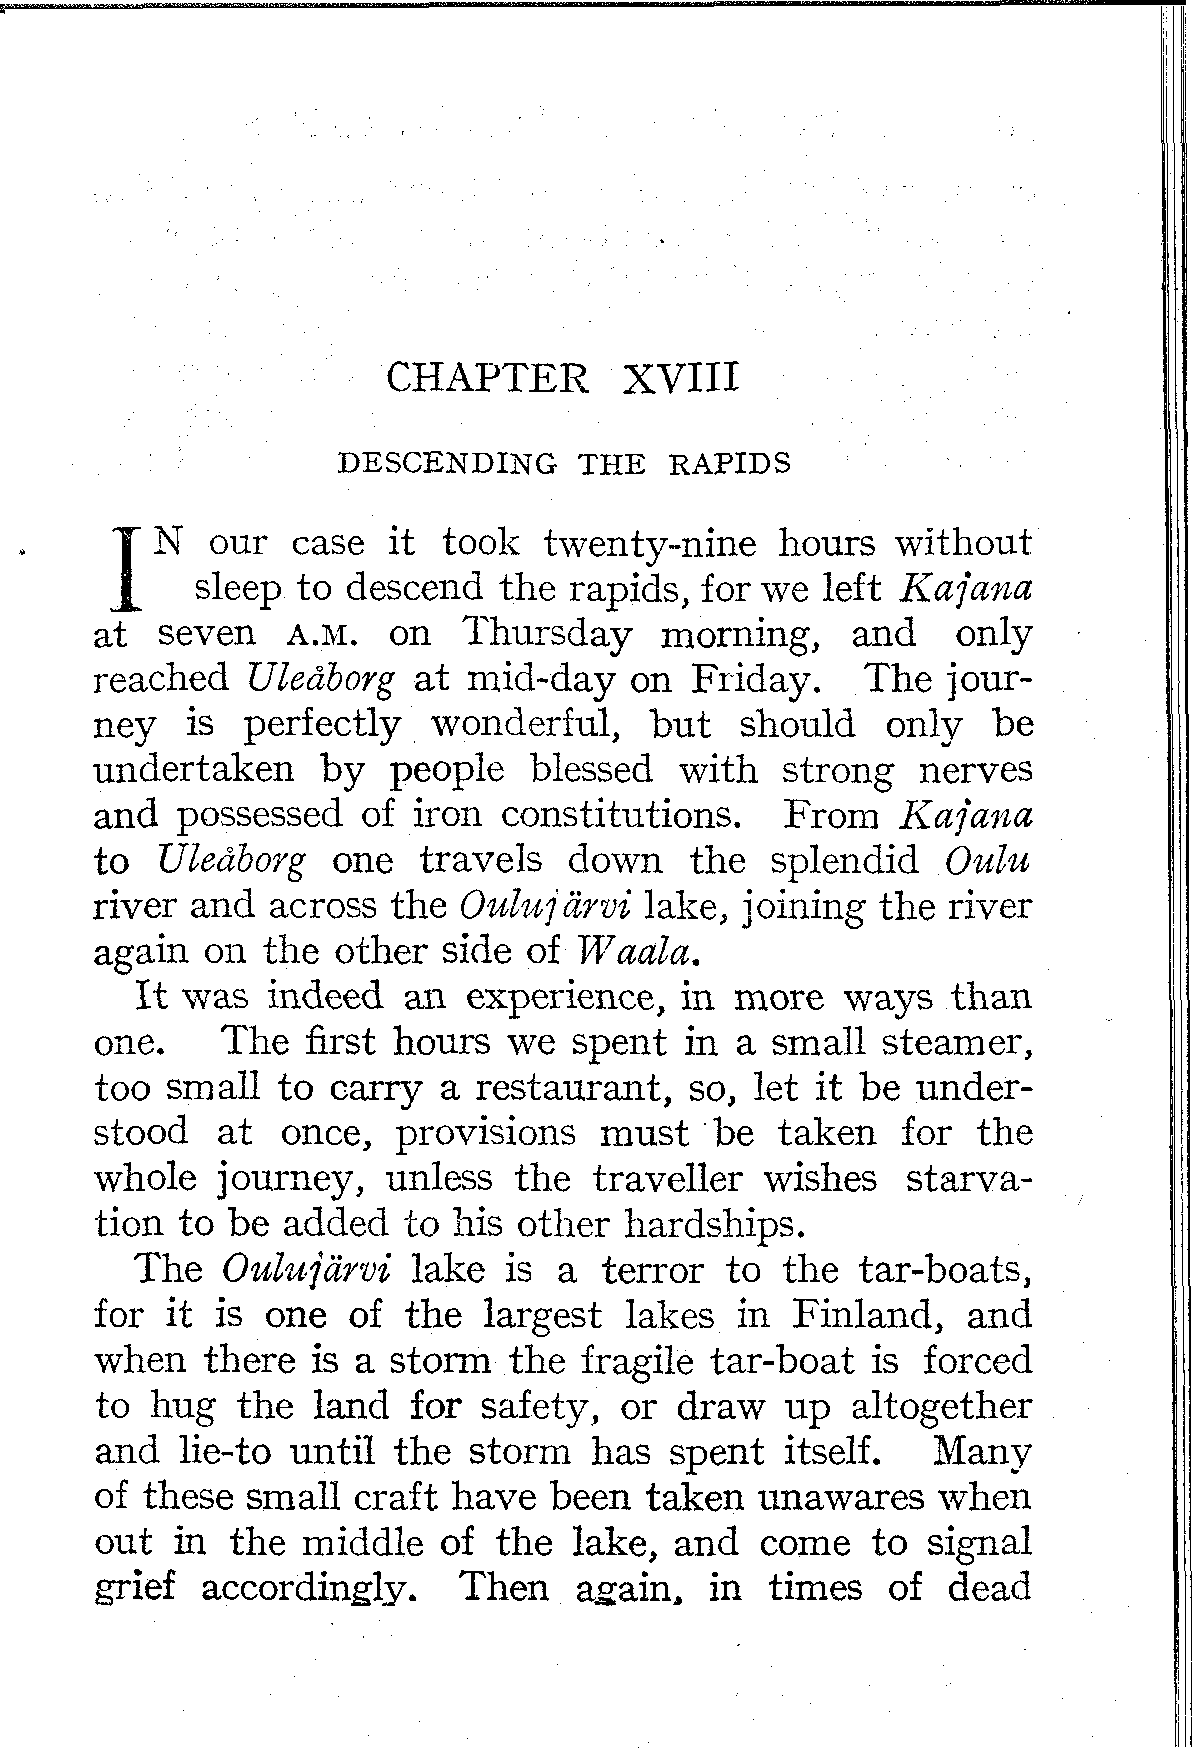 CHAPTER XVIII
DESCENDING THE RAPIDS
IN our case it took twenty-nine hours without
sleep to descend the rapids, for we left Kajana
at seven A.M. on Thursday morning, and only
reached Uleåborg at mid-day on Friday. The jour-
ney is perfectly wonderful, but should only be
undertaken by people blessed with strong nerves
and possessed of iron constitutions. From Kajana
to Uleåborg one travels down the splendid Oulu
river and across the Oulujärvi lake, joining the river
again on the other side of Waala.
It was indeed an experience, in more ways than
one. The first hours we spent in a small steamer,
too small to carry a restaurant, so, let it be under-
stood at once, provisions must be taken for the
whole journey, unless the traveller wishes starva-
tion to be added to his other hardships.
The Oulujärvi lake is a terror to the tar-boats,
for it is one of the largest lakes in Finland, and
when there is a storm the fragile tar-boat is forced
to hug the land for safety, or draw up altogether
and lie-to until the storm has spent itself. Many
of these small craft have been taken unawares when
out in the middle of the lake, and come to signal
grief accordingly. Then again, in times of dead